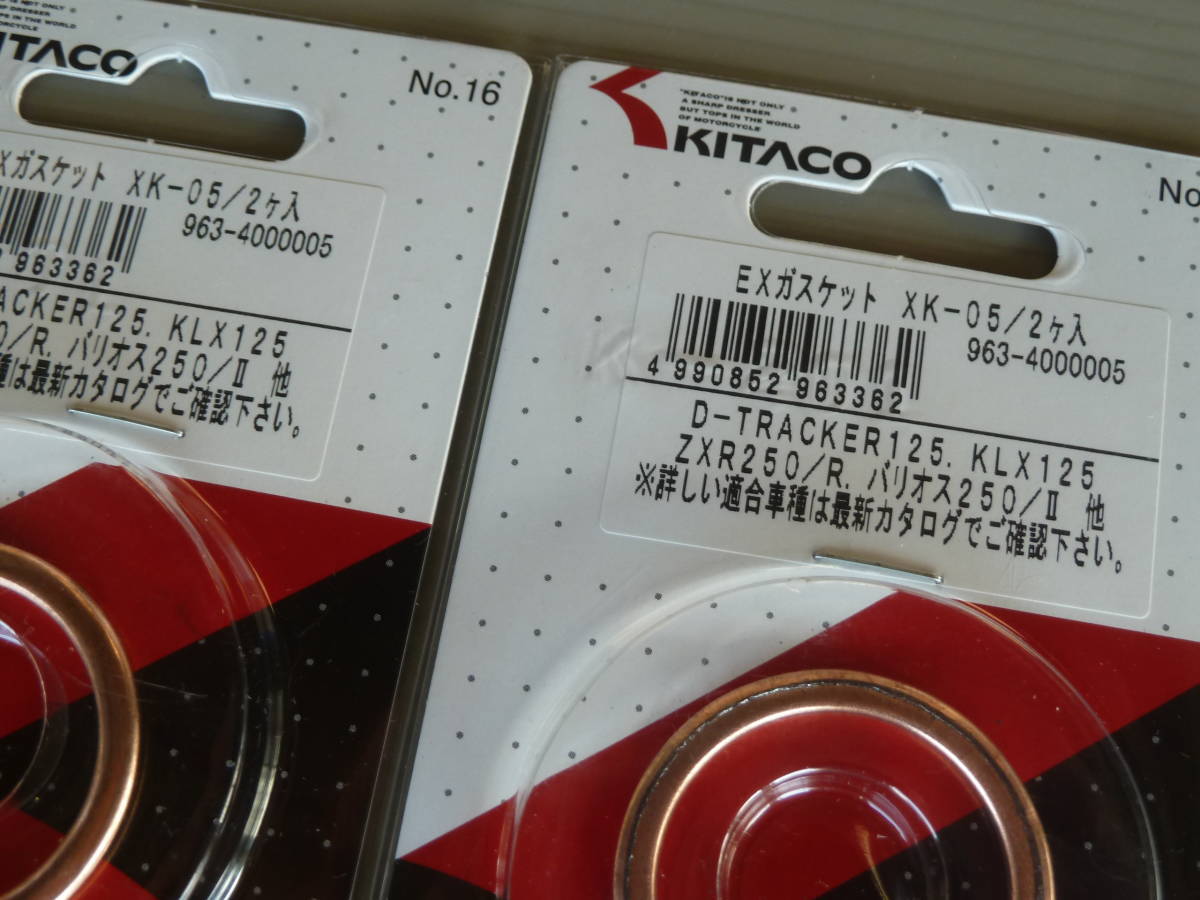 ITACO
No.16
Xガスケット XK-05/2ヶ入
963-4000005
963362
ACKER125. KLX125
0/R. バリオス250/Ⅱ 他
種は最新カタログでご確認下さい。
"KITACO" IS NOT ONLY
A SHARP DRESSER
BUT TOPS IN THE WORLD
OF MOTORCYCLE
KITACO
No
EXガスケット XK-05/2ヶ入
963-4000005
4 990852 963362
D-TRACKER125. KLX125
ZXR250/R. バリオス250/Ⅱ 他
※詳しい適合車種は最新カタログでご確認下さい。